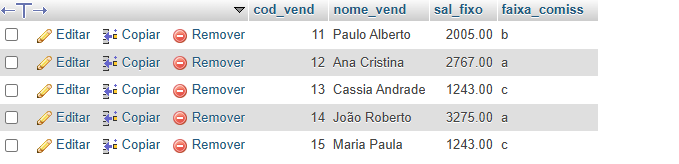 cod_vend nome_vend sal_fixo faixa_comiss
Editar Copiar Remover 11 Paulo Alberto 2005.00 b
Editar Copiar Remover 12 Ana Cristina 2767.00 a
Editar Copiar Remover 13 Cassia Andrade 1243.00 c
Editar Copiar Remover 14 João Roberto 3275.00 a
Editar Copiar Remover 15 Maria Paula 1243.00 c